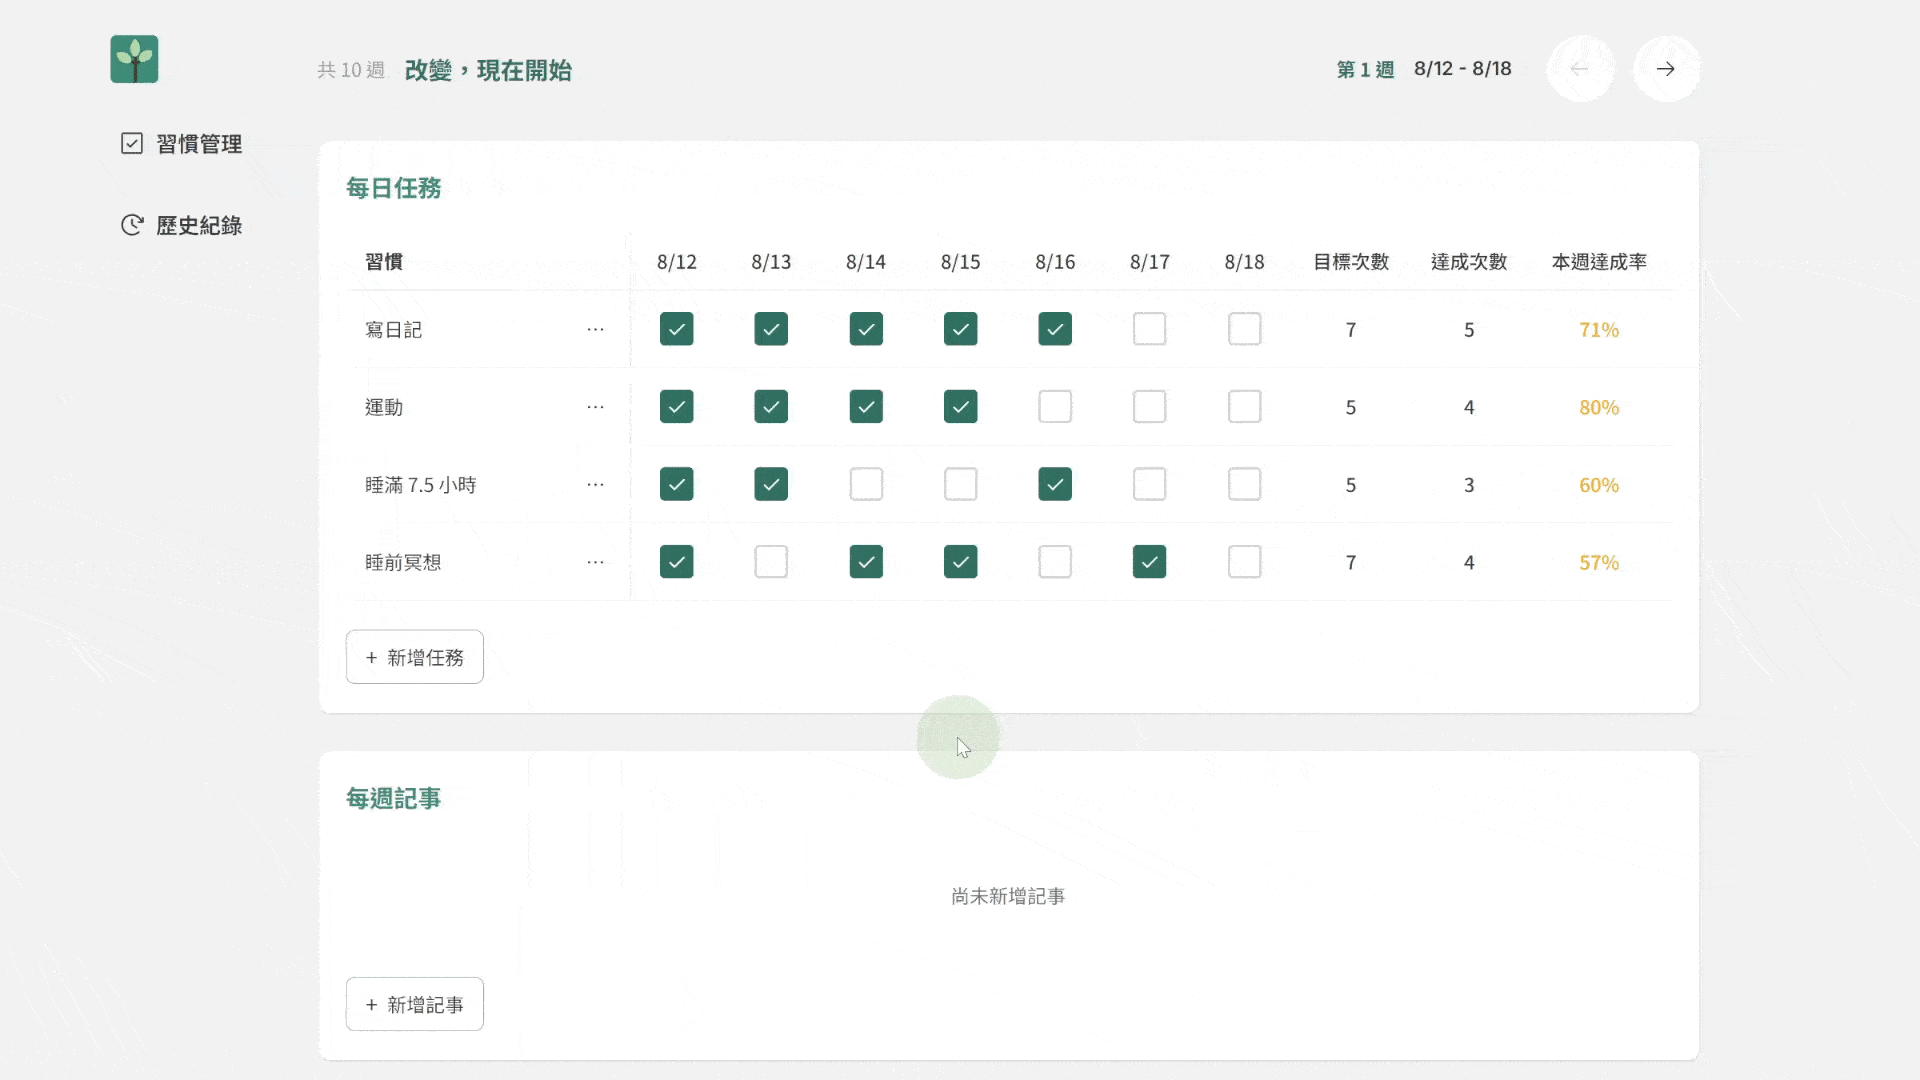 共 10 週 改變，現在開始 第 1 週 8/12 - 8/18
習慣管理
歷史紀錄
每日任務
習慣 8/12 8/13 8/14 8/15 8/16 8/17 8/18 目標次數 達成次數 本週達成率
寫日記 ... 7 5 71%
運動 ... 5 4 80%
睡滿 7.5 小時 ... 5 3 60%
睡前冥想 ... 7 4 57%
+ 新增任務
每週記事
尚未新增記事
+ 新增記事